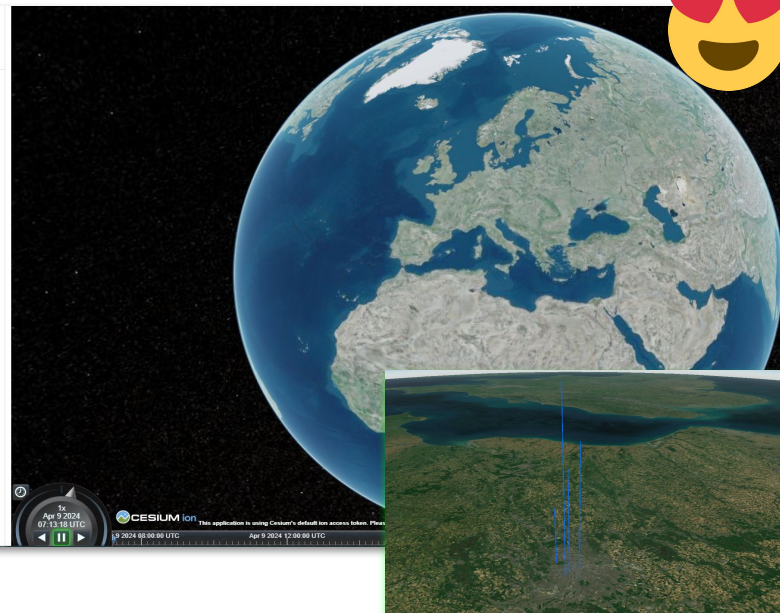 1x
Apr 9 2024
07:13:18 UTC
CESIUM ion
This application is using Cesium's default ion access token. Pleas
9 2024 08:00:00 UTC
Apr 9 2024 12:00:00 UTC